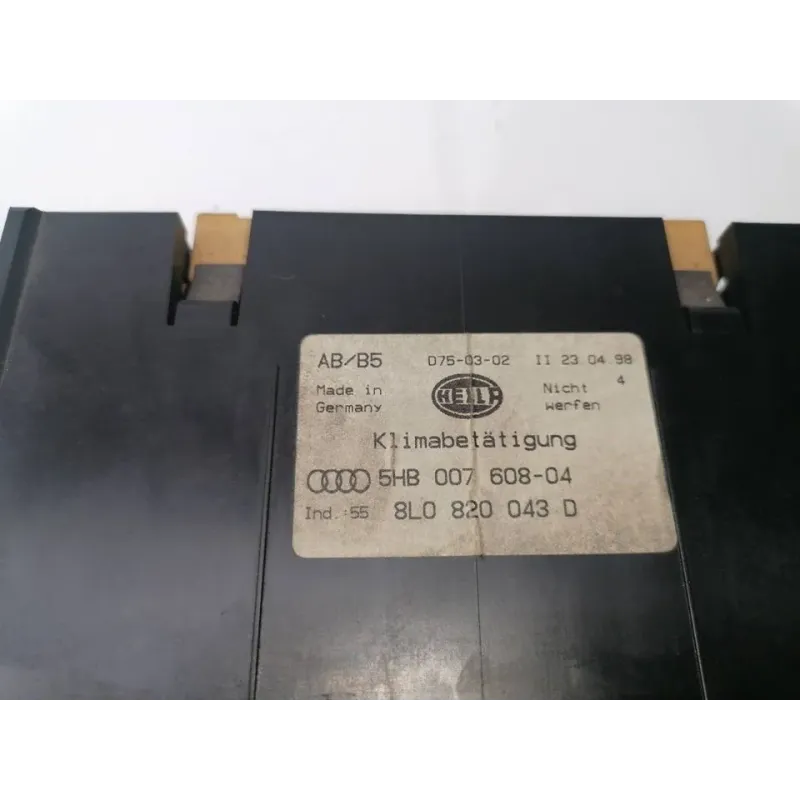 AB/B5 D75-03-02 II 23.04.98
Made in Germany HELLA Nicht werfen 4
Klimabetätigung
5HB 007 608-04
Ind.:55 8L0 820 043 D